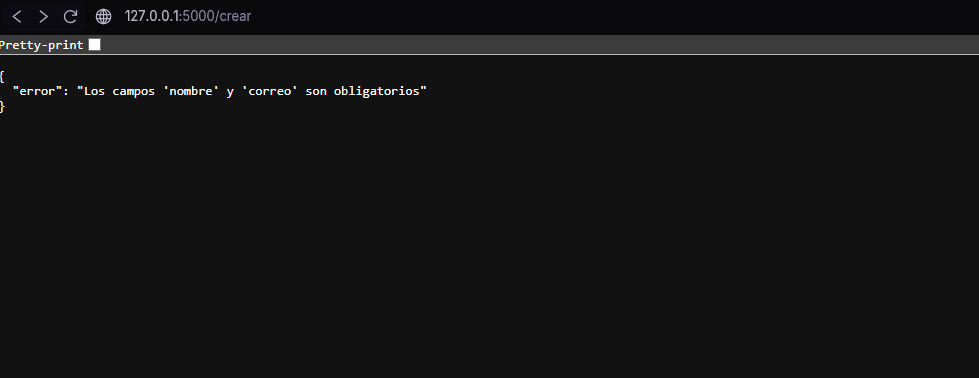 127.0.0.1:5000/crear
Pretty-print
{
"error": "Los campos 'nombre' y 'correo' son obligatorios"
}